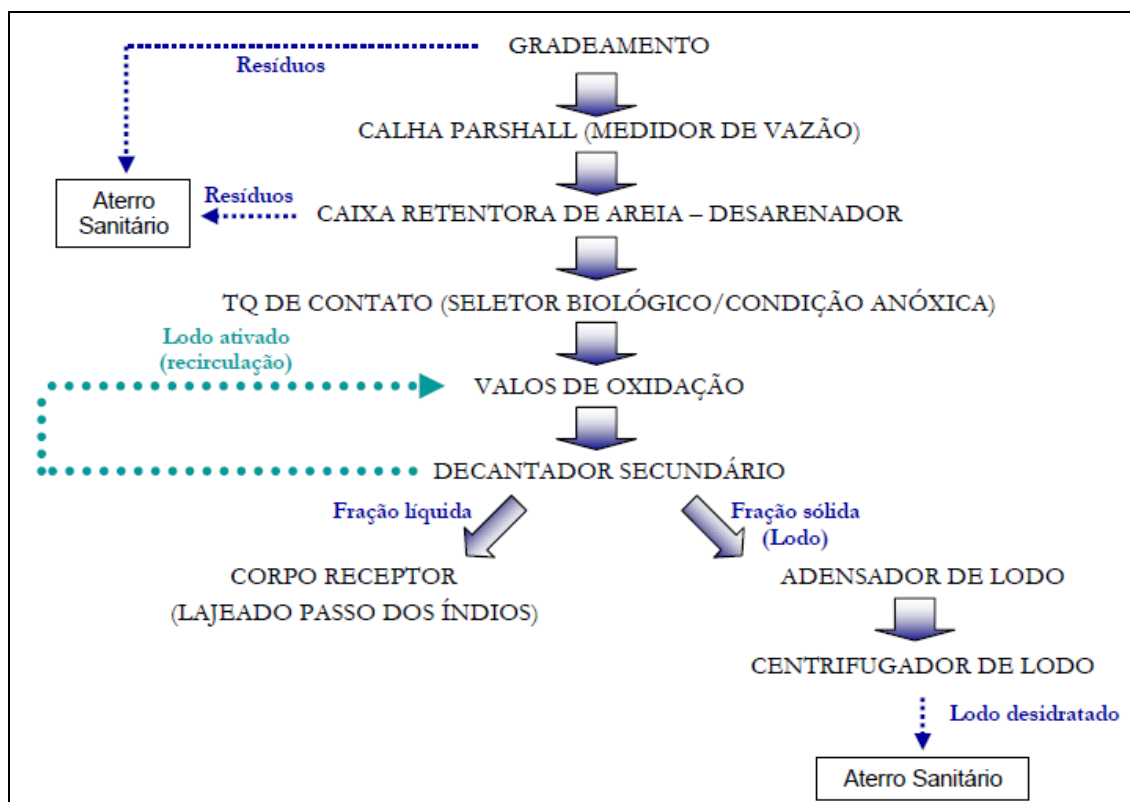 GRADEAMENTO
Resíduos
CALHA PARSHALL (MEDIDOR DE VAZÃO)
Aterro
Sanitário
Resíduos
CAIXA RETENTORA DE AREIA – DESARENADOR
TQ DE CONTATO (SELETOR BIOLÓGICO/CONDIÇÃO ANÓXICA)
Lodo ativado
(recirculação)
VALOS DE OXIDAÇÃO
DECANTADOR SECUNDÁRIO
Fração líquida
Fração sólida
(Lodo)
CORPO RECEPTOR
(LAJEADO PASSO DOS ÍNDIOS)
ADENSADOR DE LODO
CENTRIFUGADOR DE LODO
Lodo desidratado
Aterro Sanitário